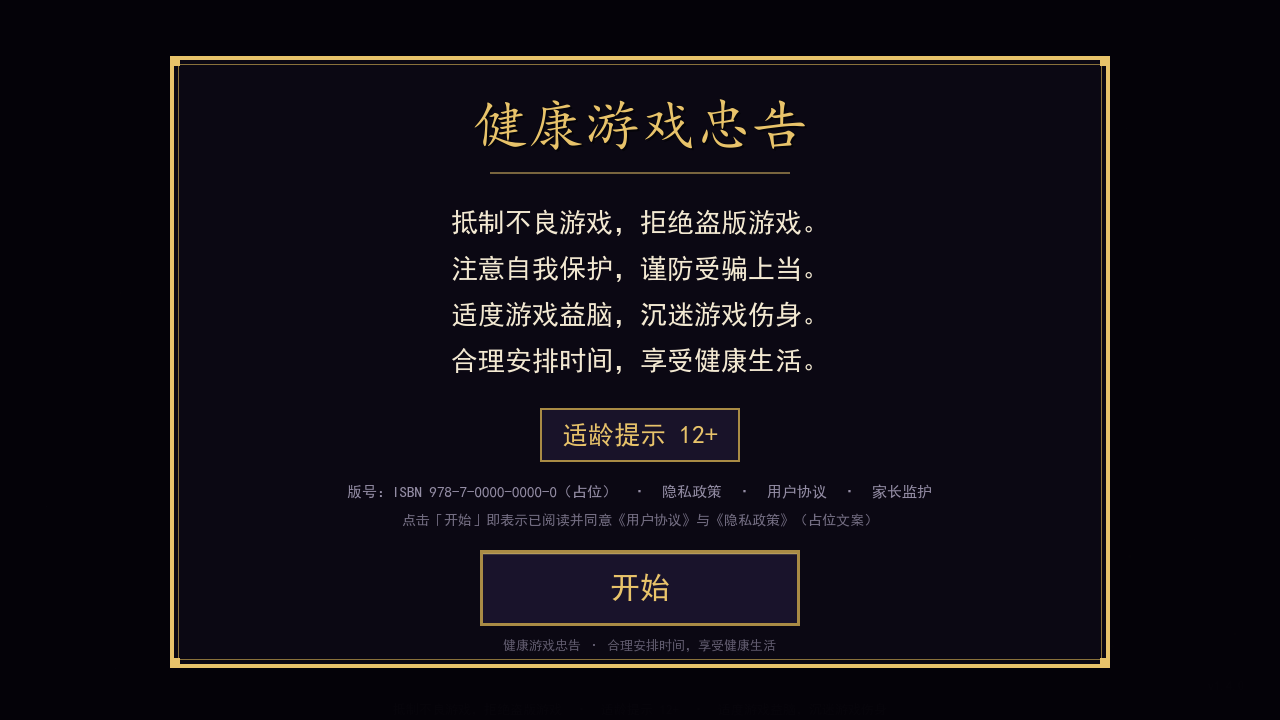 健康游戏忠告
抵制不良游戏，拒绝盗版游戏。
注意自我保护，谨防受骗上当。
适度游戏益脑，沉迷游戏伤身。
合理安排时间，享受健康生活。
适龄提示 12+
版号：ISBN 978-7-0000-0000-0（占位） · 隐私政策 · 用户协议 · 家长监护
点击「开始」即表示已阅读并同意《用户协议》与《隐私政策》（占位文案）
开始
健康游戏忠告 · 合理安排时间，享受健康生活